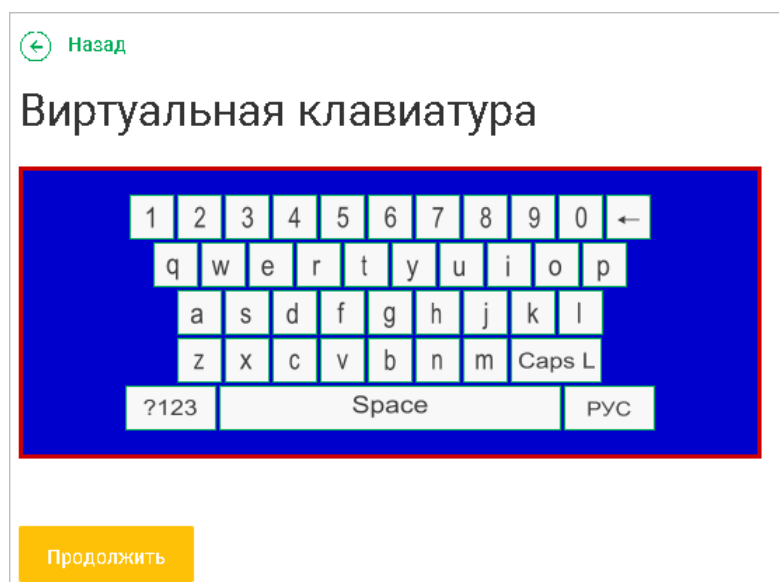 Назад
Виртуальная клавиатура
1 2 3 4 5 6 7 8 9 0 ←
q w e r t y u i o p
a s d f g h j k l
z x c v b n m Caps L
?123 Space РУС
Продолжить